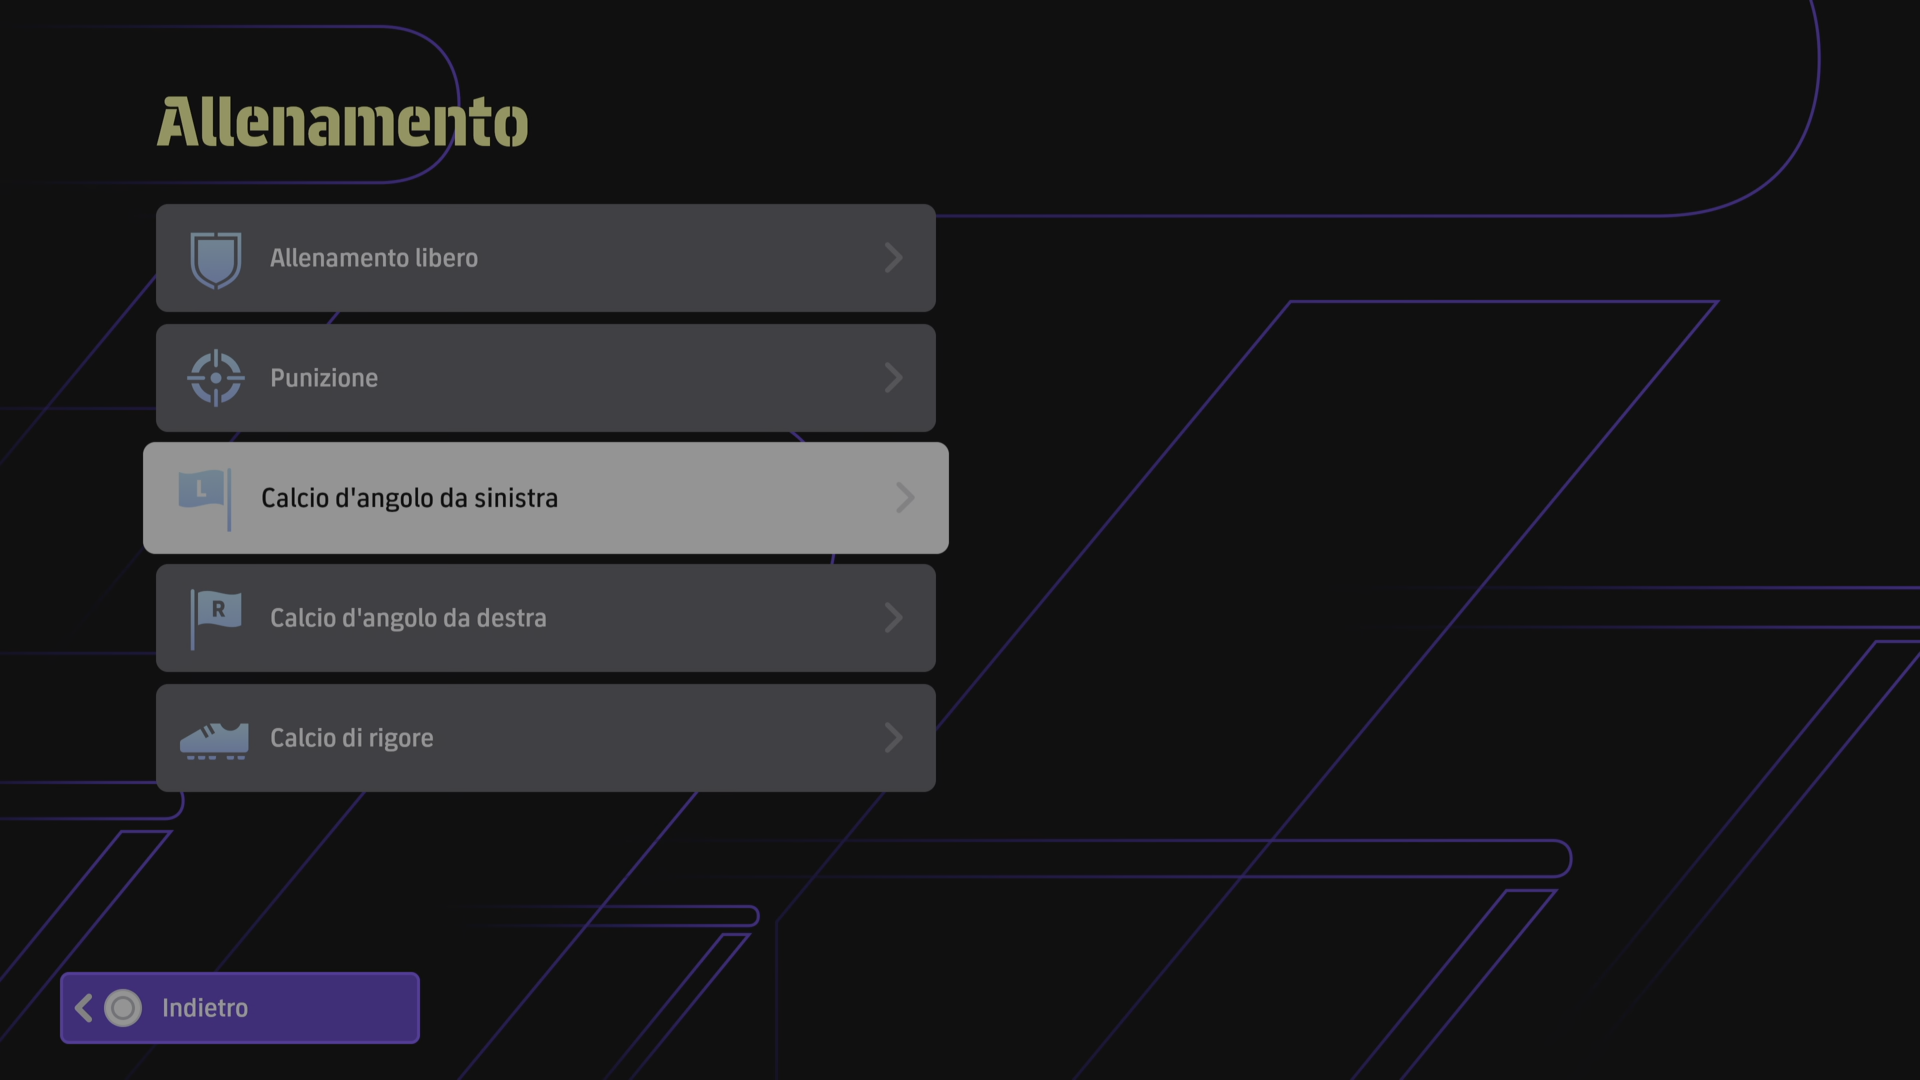 Allenamento
Allenamento libero
Punizione
L
Calcio d'angolo da sinistra
R
Calcio d'angolo da destra
Calcio di rigore
Indietro